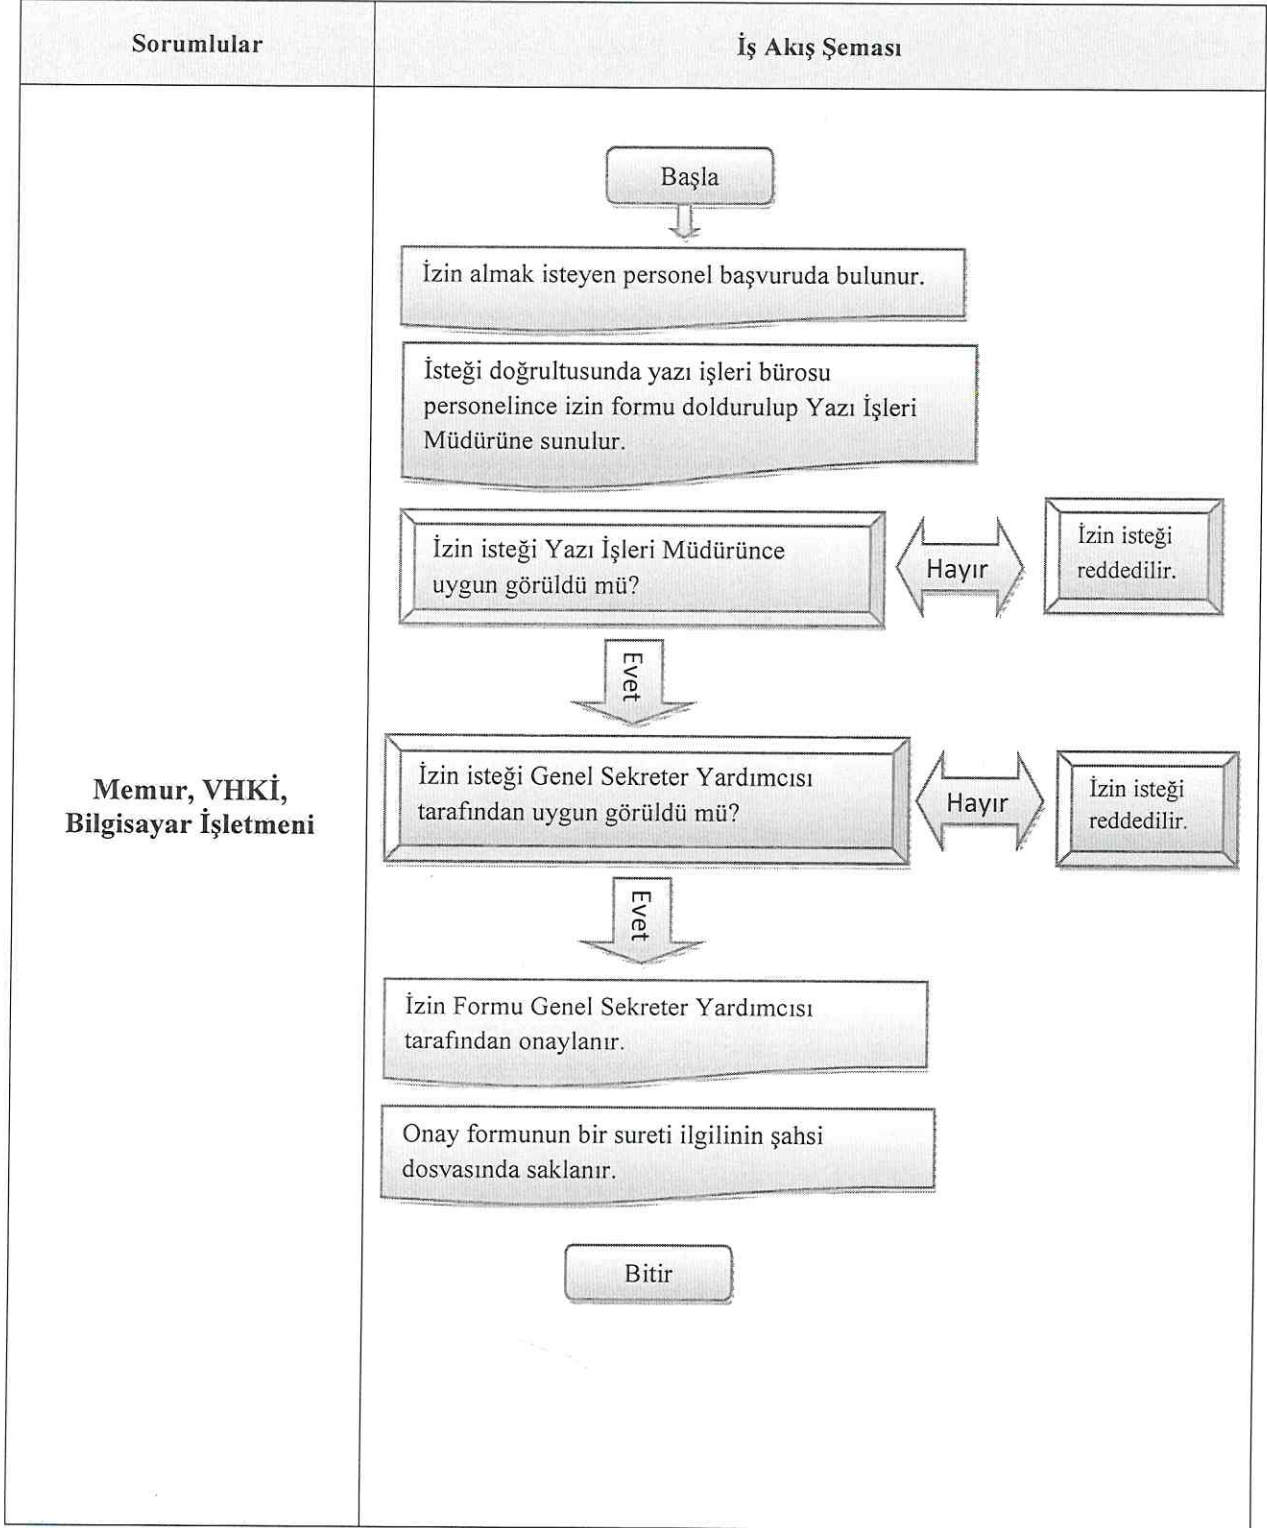 Sorumlular
İş Akış Şeması
Başla
İzin almak isteyen personel başvuruda bulunur.
İsteği doğrultusunda yazı işleri bürosu
personelince izin formu doldurulup Yazı İşleri
Müdürüne sunulur.
İzin isteği Yazı İşleri Müdürünce
uygun görüldü mü?
Hayır
İzin isteği
reddedilir.
Evet
Memur, VHKİ,
Bilgisayar İşletmeni
İzin isteği Genel Sekreter Yardımcısı
tarafından uygun görüldü mü?
Hayır
İzin isteği
reddedilir.
Evet
İzin Formu Genel Sekreter Yardımcısı
tarafından onaylanır.
Onay formunun bir sureti ilgilinin şahsi
dosvasında saklanır.
Bitir